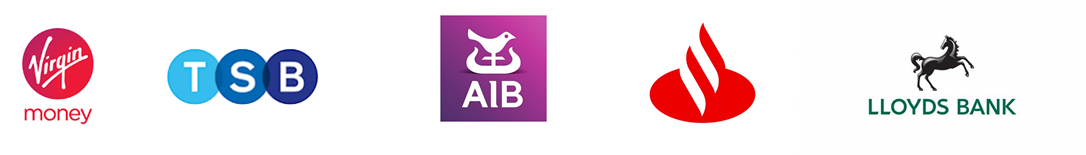 Virgin
money
TSB
AIB
LLOYDS BANK